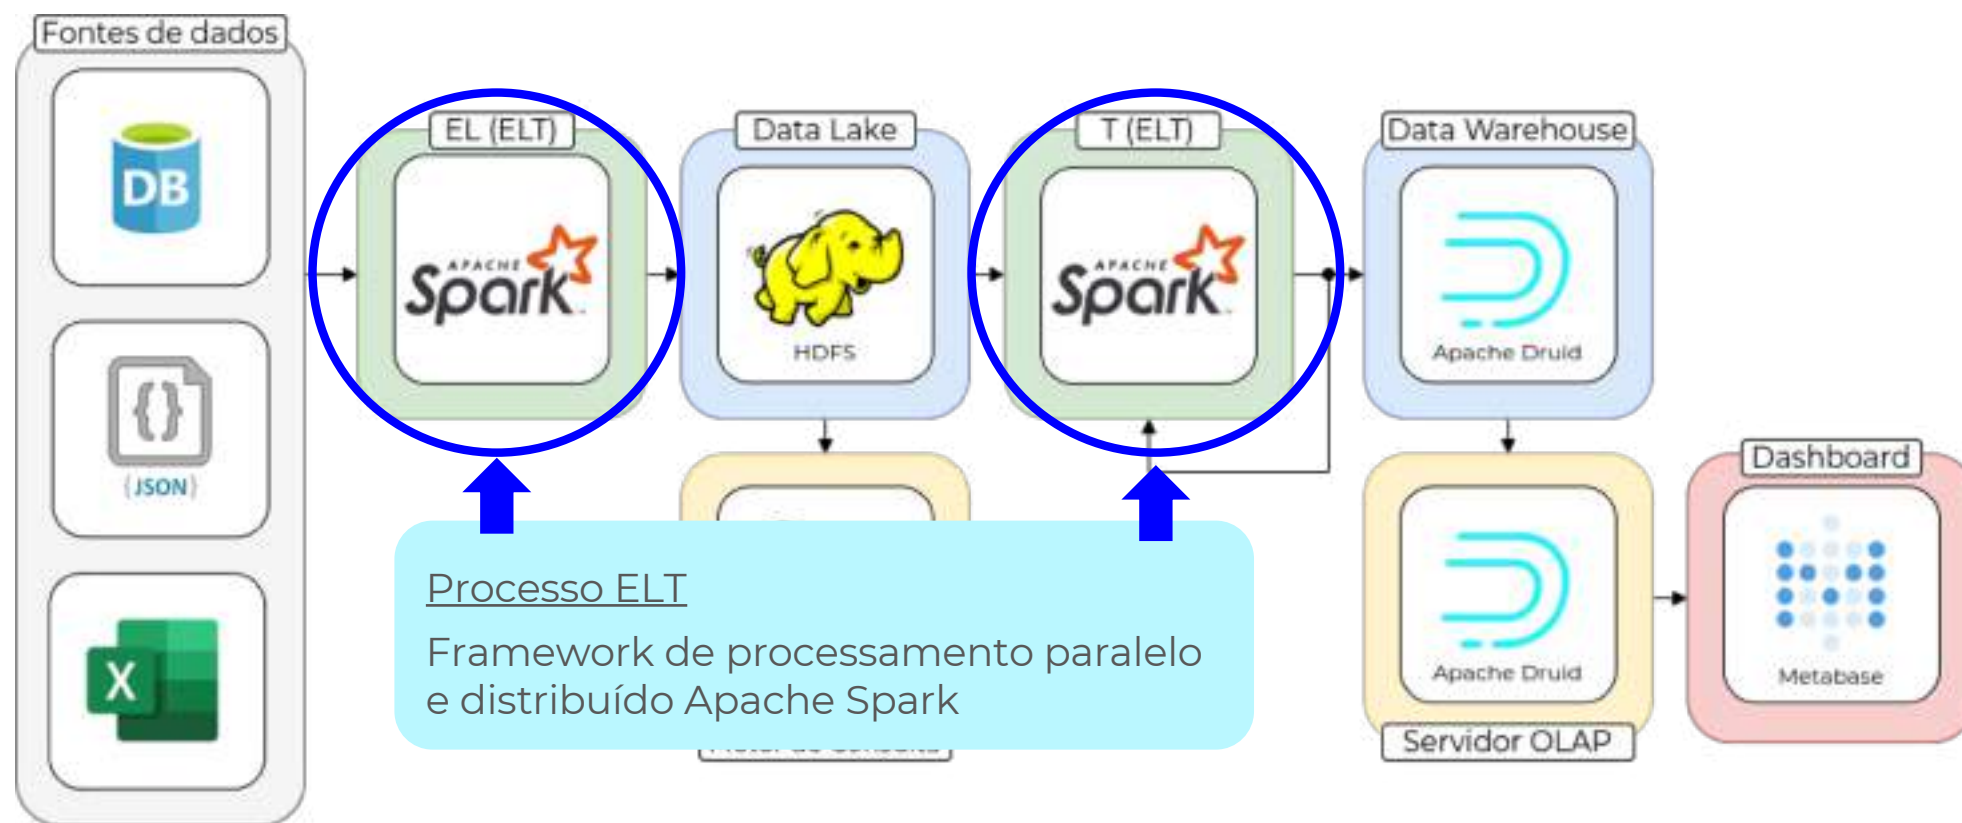 Fontes de dados
DB
{}
{JSON}
X
EL (ELT)
APACHE
Spark
Data Lake
HDFS
T (ELT)
APACHE
Spark
Data Warehouse
Apache Druid
Processo ELT
Framework de processamento paralelo
e distribuído Apache Spark
Apache Druid
Servidor OLAP
Dashboard
Metabase